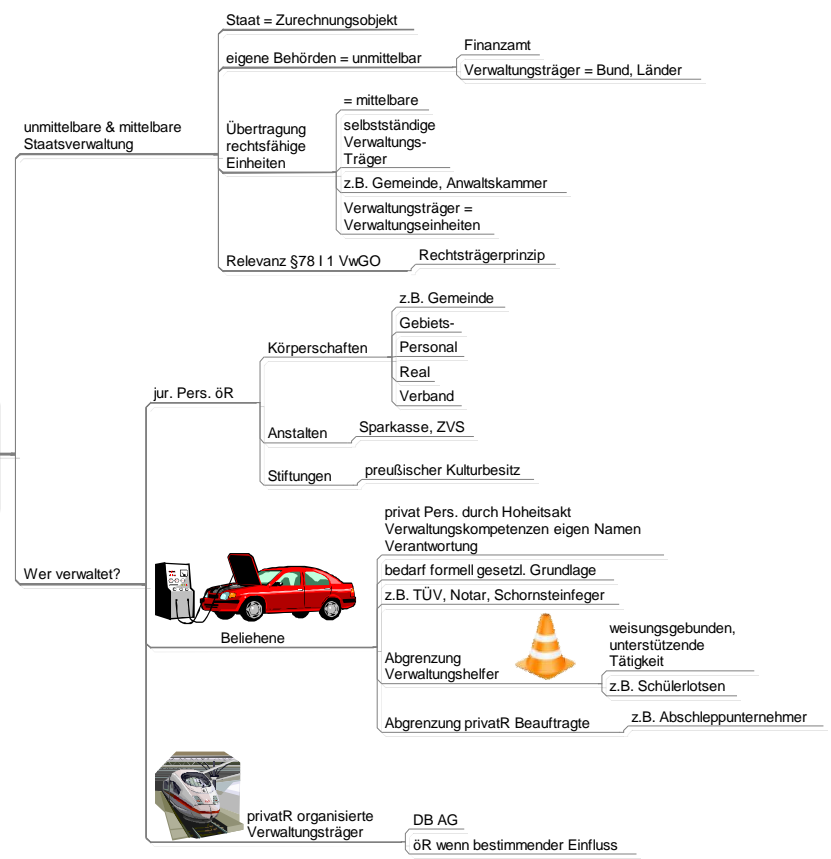 unmittelbare & mittelbare
Staatsverwaltung
Staat = Zurechnungsobjekt
eigene Behörden = unmittelbar
Finanzamt
Verwaltungsträger = Bund, Länder
Übertragung
rechtsfähige
Einheiten
= mittelbare
selbstständige
Verwaltungs-
Träger
z.B. Gemeinde, Anwaltskammer
Verwaltungsträger =
Verwaltungseinheiten
Relevanz §78 I 1 VwGO
Rechtsträgerprinzip
Wer verwaltet?
jur. Pers. öR
Körperschaften
z.B. Gemeinde
Gebiets-
Personal
Real
Verband
Anstalten
Sparkasse, ZVS
Stiftungen
preußischer Kulturbesitz
Beliehene
privat Pers. durch Hoheitsakt
Verwaltungskompetenzen eigen Namen
Verantwortung
bedarf formell gesetzl. Grundlage
z.B. TÜV, Notar, Schornsteinfeger
Abgrenzung
Verwaltungshelfer
weisungsgebunden,
unterstützende
Tätigkeit
z.B. Schülerlotsen
Abgrenzung privatR Beauftragte
z.B. Abschleppunternehmer
privatR organisierte
Verwaltungsträger
DB AG
öR wenn bestimmender Einfluss